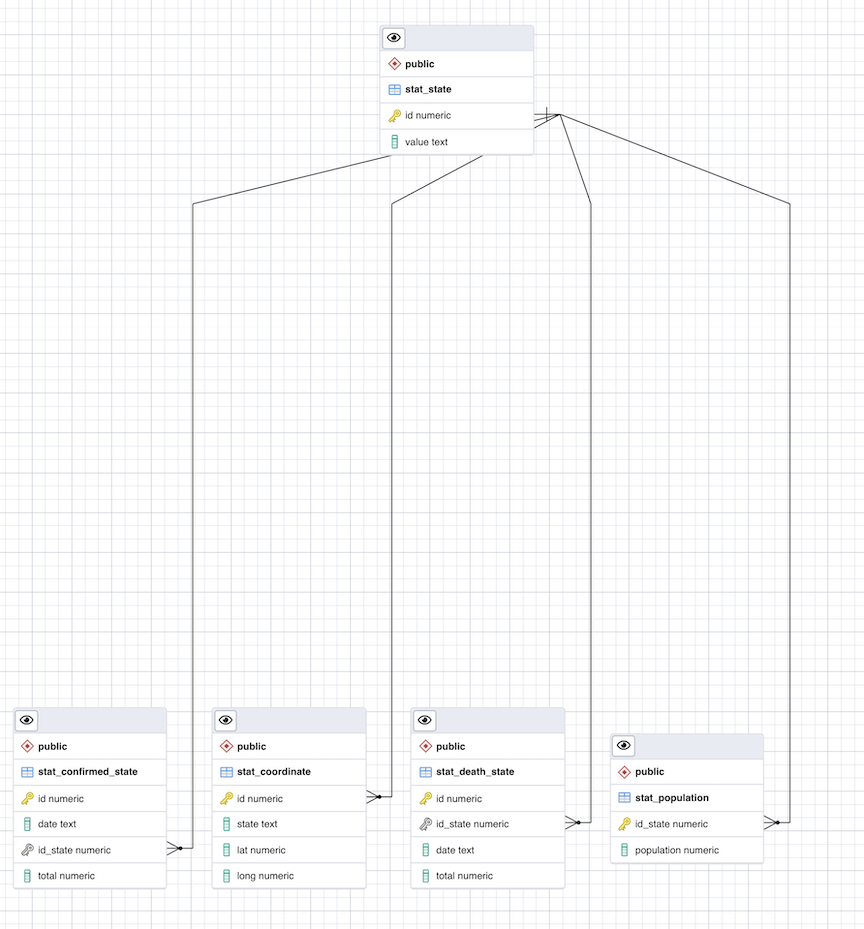 public
stat_state
id numeric
value text
public
stat_confirmed_state
id numeric
date text
id_state numeric
total numeric
public
stat_coordinate
id numeric
state text
lat numeric
long numeric
public
stat_death_state
id numeric
id_state numeric
date text
total numeric
public
stat_population
id_state numeric
population numeric